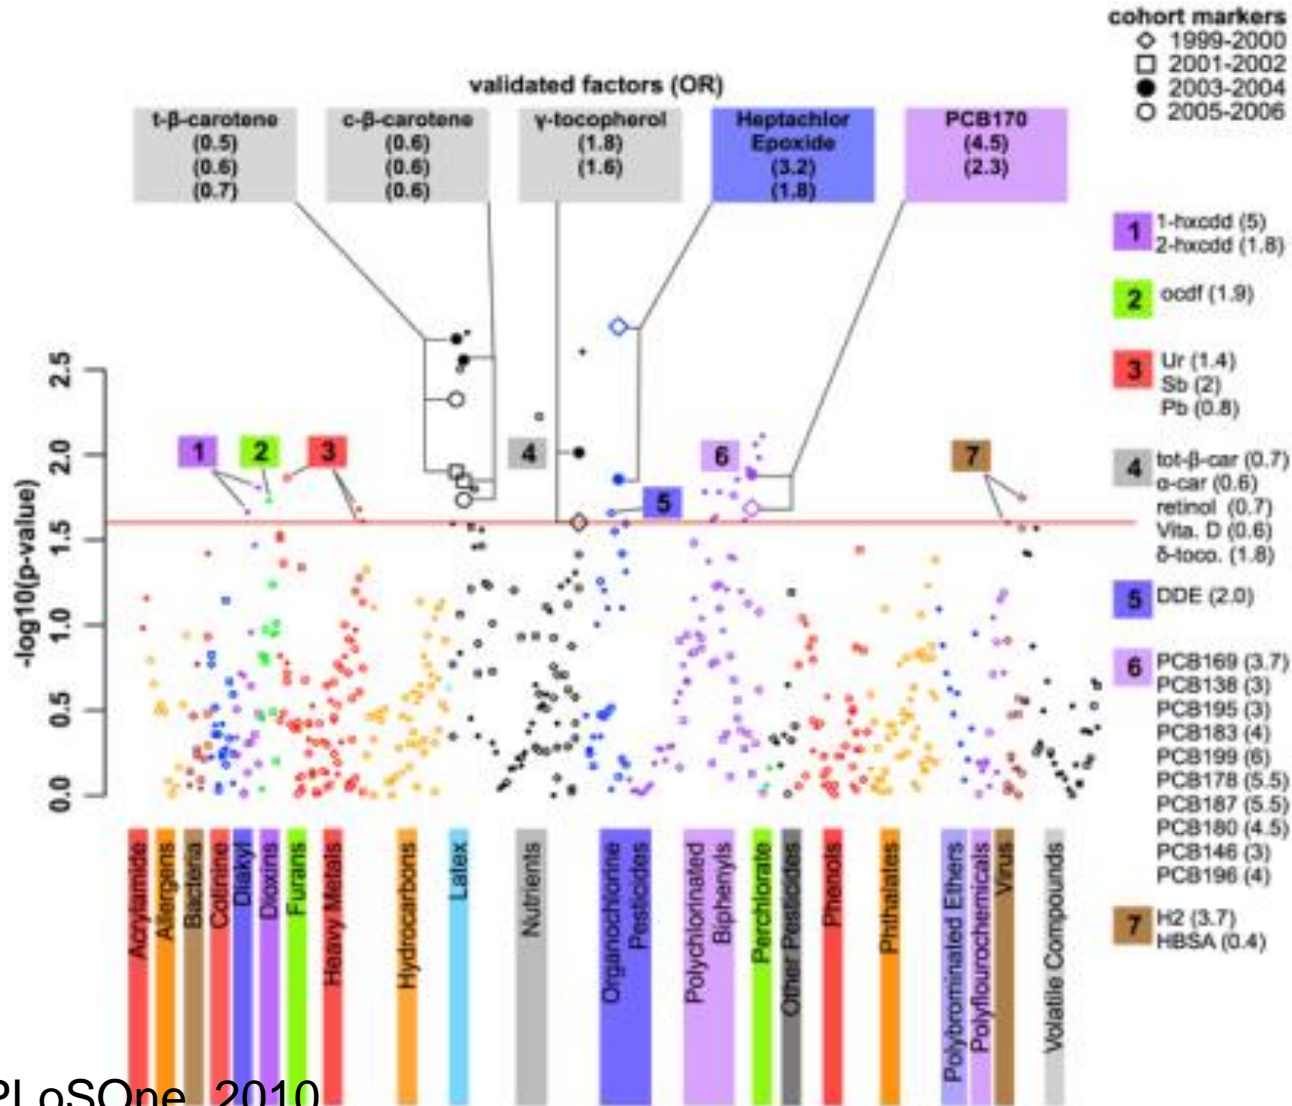 cohort markers
1999-2000
2001-2002
2003-2004
2005-2006
validated factors (OR)
t-β-carotene
(0.5)
(0.6)
(0.7)
c-β-carotene
(0.6)
(0.6)
(0.6)
γ-tocopherol
(1.8)
(1.6)
Heptachlor
Epoxide
(3.2)
(1.8)
PCB170
(4.5)
(2.3)
1
1-hxcdd (5)
2-hxcdd (1.8)
2
ocdf (1.9)
3
Ur (1.4)
Sb (2)
Pb (0.8)
4
tot-β-car (0.7)
α-car (0.6)
retinol (0.7)
Vita. D (0.6)
δ-toco. (1.8)
5
DDE (2.0)
6
PCB169 (3.7)
PCB138 (3)
PCB195 (3)
PCB183 (4)
PCB199 (6)
PCB178 (5.5)
PCB187 (5.5)
PCB180 (4.5)
PCB146 (3)
PCB196 (4)
7
H2 (3.7)
HBSA (0.4)
-log10(p-value)
2.5
2.0
1.5
1.0
0.5
0.0
1
2
3
4
5
6
7
Acrylamide
Allergens
Bacteria
Cotinine
Diakyl
Dioxins
Furans
Heavy Metals
Hydrocarbons
Latex
Nutrients
Organochlorine
Pesticides
Polychlorinated
Biphenyls
Perchlorate
Other Pesticides
Phenols
Phthalates
Polybrominated Ethers
Polyflourochemicals
Virus
Volatile Compounds
PLoSOne, 2010